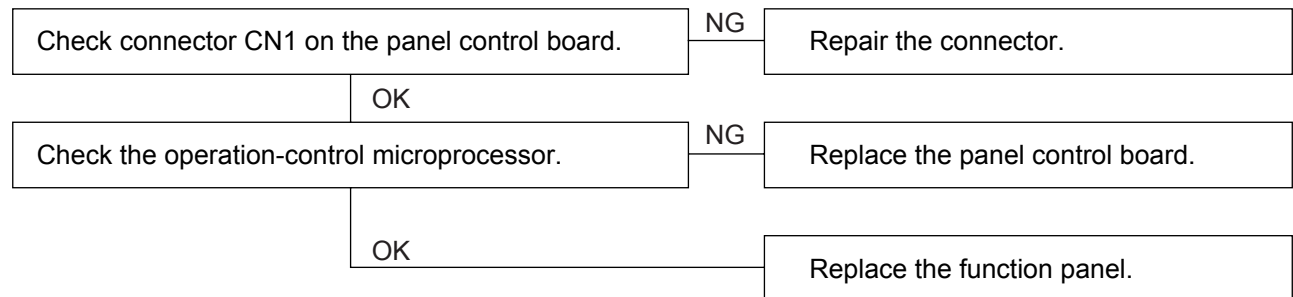 Check connector CN1 on the panel control board.
NG
Repair the connector.
OK
Check the operation-control microprocessor.
NG
Replace the panel control board.
OK
Replace the function panel.